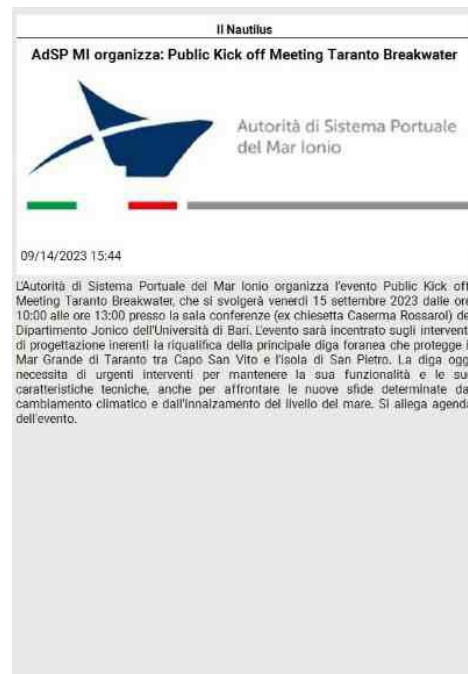 Il Nautilus
AdSP MI organizza: Public Kick off Meeting Taranto Breakwater
Autorità di Sistema Portuale
del Mar Ionio
09/14/2023 15:44
L'Autorità di Sistema Portuale del Mar Ionio organizza l'evento Public Kick off
Meeting Taranto Breakwater, che si svolgerà venerdì 15 settembre 2023 dalle ore
10:00 alle ore 13:00 presso la sala conferenze (ex chiesetta Caserma Rossarol) de
Dipartimento Jonico dell'Università di Bari. L'evento sarà incentrato sugli intervent
di progettazione inerenti la riqualifica della principale diga foranea che protegge i
Mar Grande di Taranto tra Capo San Vito e l'isola di San Pietro. La diga ogg
necessita di urgenti interventi per mantenere la sua funzionalità e le su
caratteristiche tecniche, anche per affrontare le nuove sfide determinate da
cambiamento climatico e dall'innalzamento del livello del mare. Si allega agenda
dell'evento.